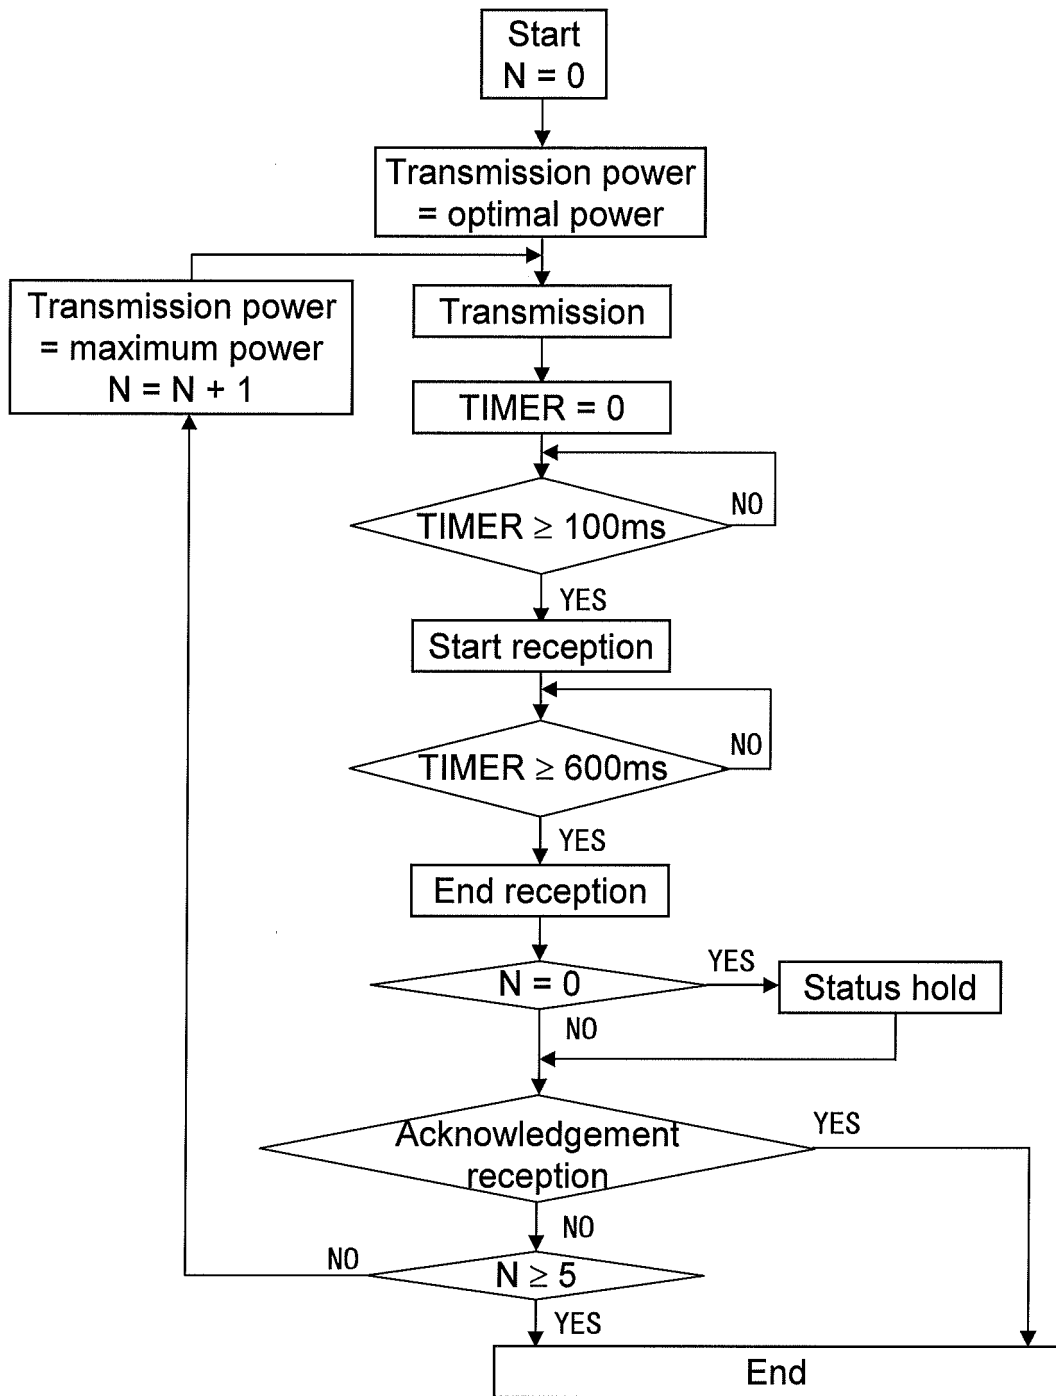 Start
N = 0
Transmission power
= optimal power
Transmission power
= maximum power
N = N + 1
Transmission
TIMER = 0
TIMER ≥ 100ms
NO
YES
Start reception
TIMER ≥ 600ms
NO
YES
End reception
N = 0
YES
Status hold
NO
Acknowledgement
reception
YES
NO
N ≥ 5
NO
YES
End